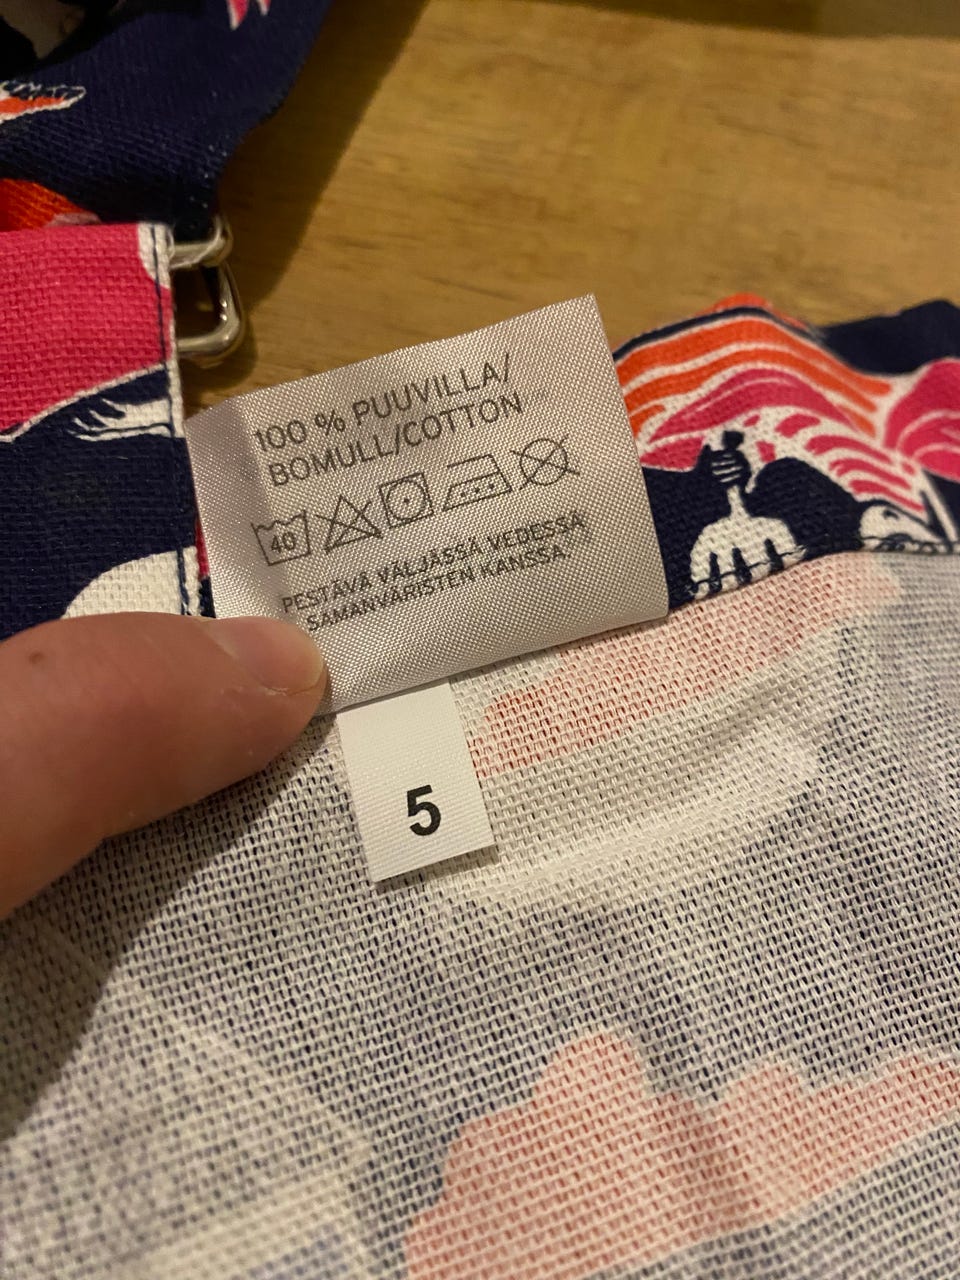 100 % PUUVILLA/
BOMULL/COTTON
40
PESTÄVÄ VÄLJÄSSÄ VEDESSÄ
SAMANVÄRISTEN KANSSA.
5